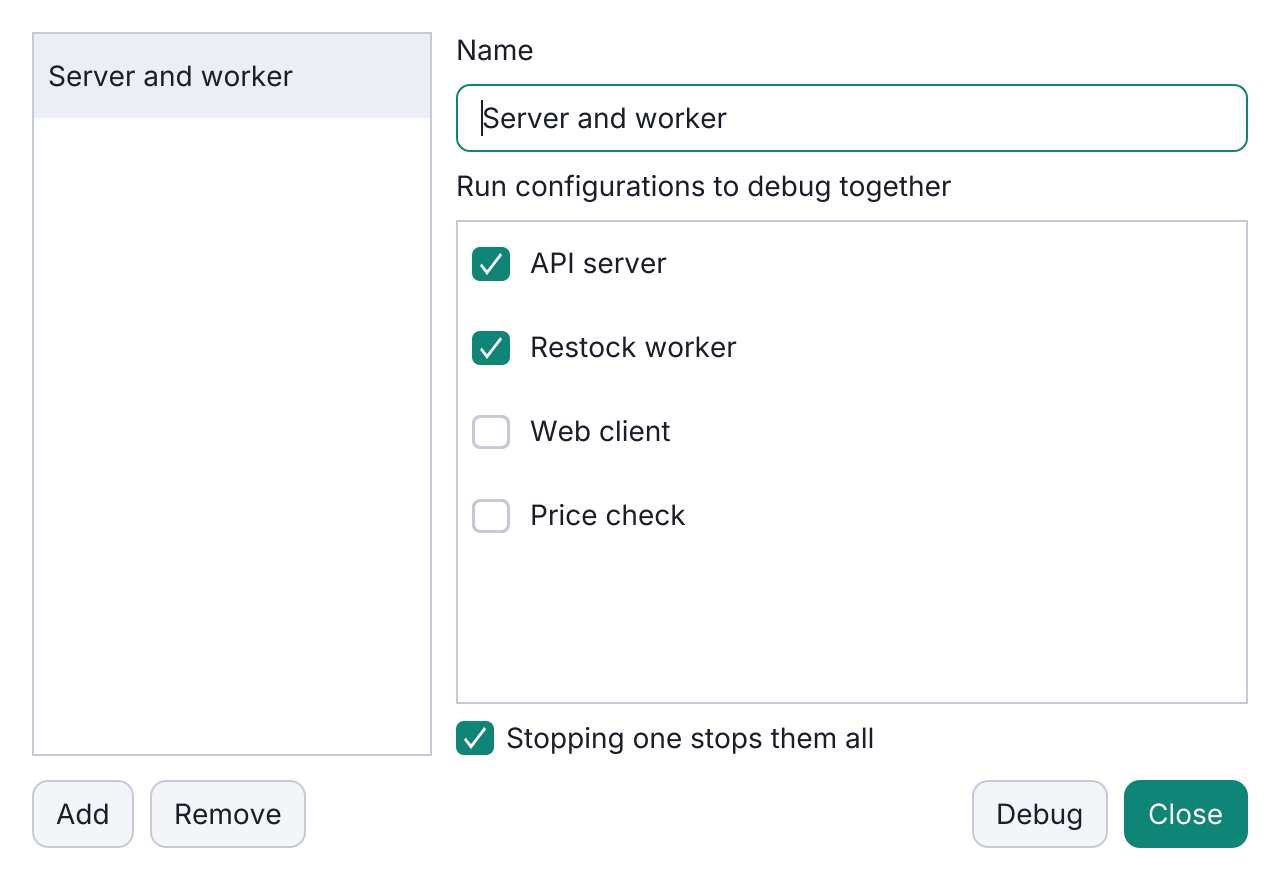 Server and worker
Name
Server and worker
Run configurations to debug together
API server
Restock worker
Web client
Price check
Stopping one stops them all
Add
Remove
Debug
Close